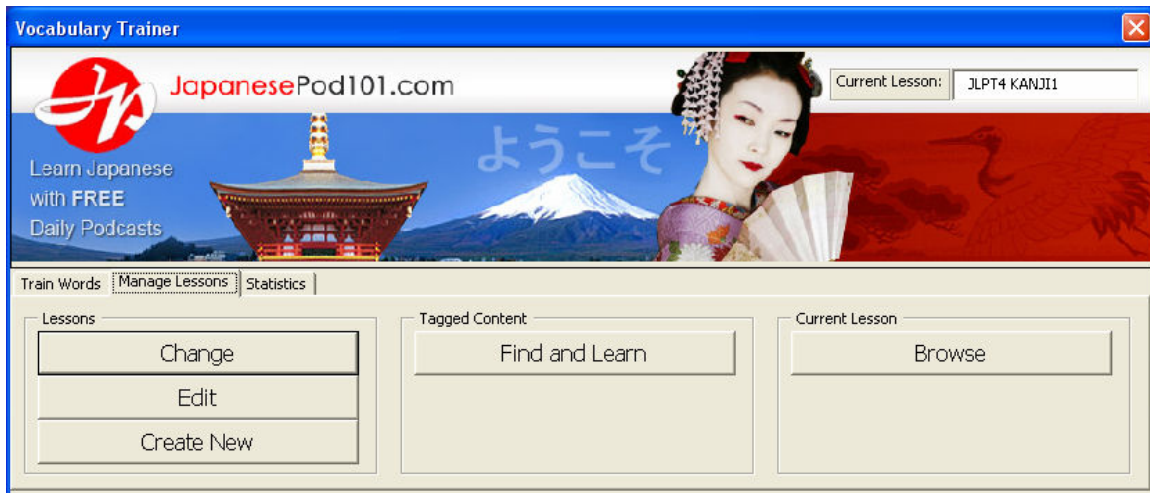 Vocabulary Trainer
JapanesePod101.com
Current Lesson: JLPT4 KANJI1
ようこそ
Learn Japanese
with FREE
Daily Podcasts
Train Words Manage Lessons Statistics
Lessons Tagged Content Current Lesson
Change Find and Learn Browse
Edit
Create New